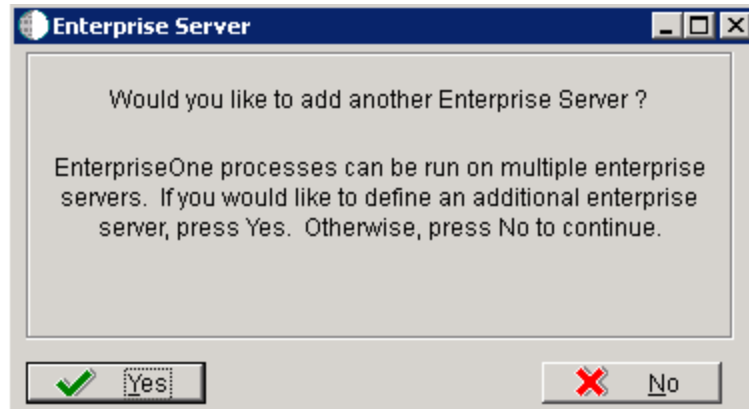 Enterprise Server
Would you like to add another Enterprise Server ?
EnterpriseOne processes can be run on multiple enterprise
servers. If you would like to define an additional enterprise
server, press Yes. Otherwise, press No to continue.
Yes
No